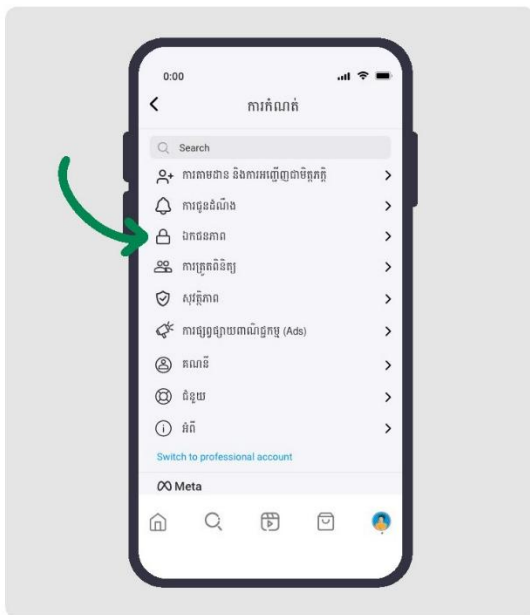 0:00
ការកំណត់
Search
ការតាមដាន និងការអញ្ជើញជាមិត្តភក្តិ
ការជូនដំណឹង
ឯកជនភាព
ការត្រួតពិនិត្យ
សុវត្ថិភាព
ការផ្សព្វផ្សាយពាណិជ្ជកម្ម (Ads)
គណនី
ជំនួយ
អំពី
Switch to professional account
Meta